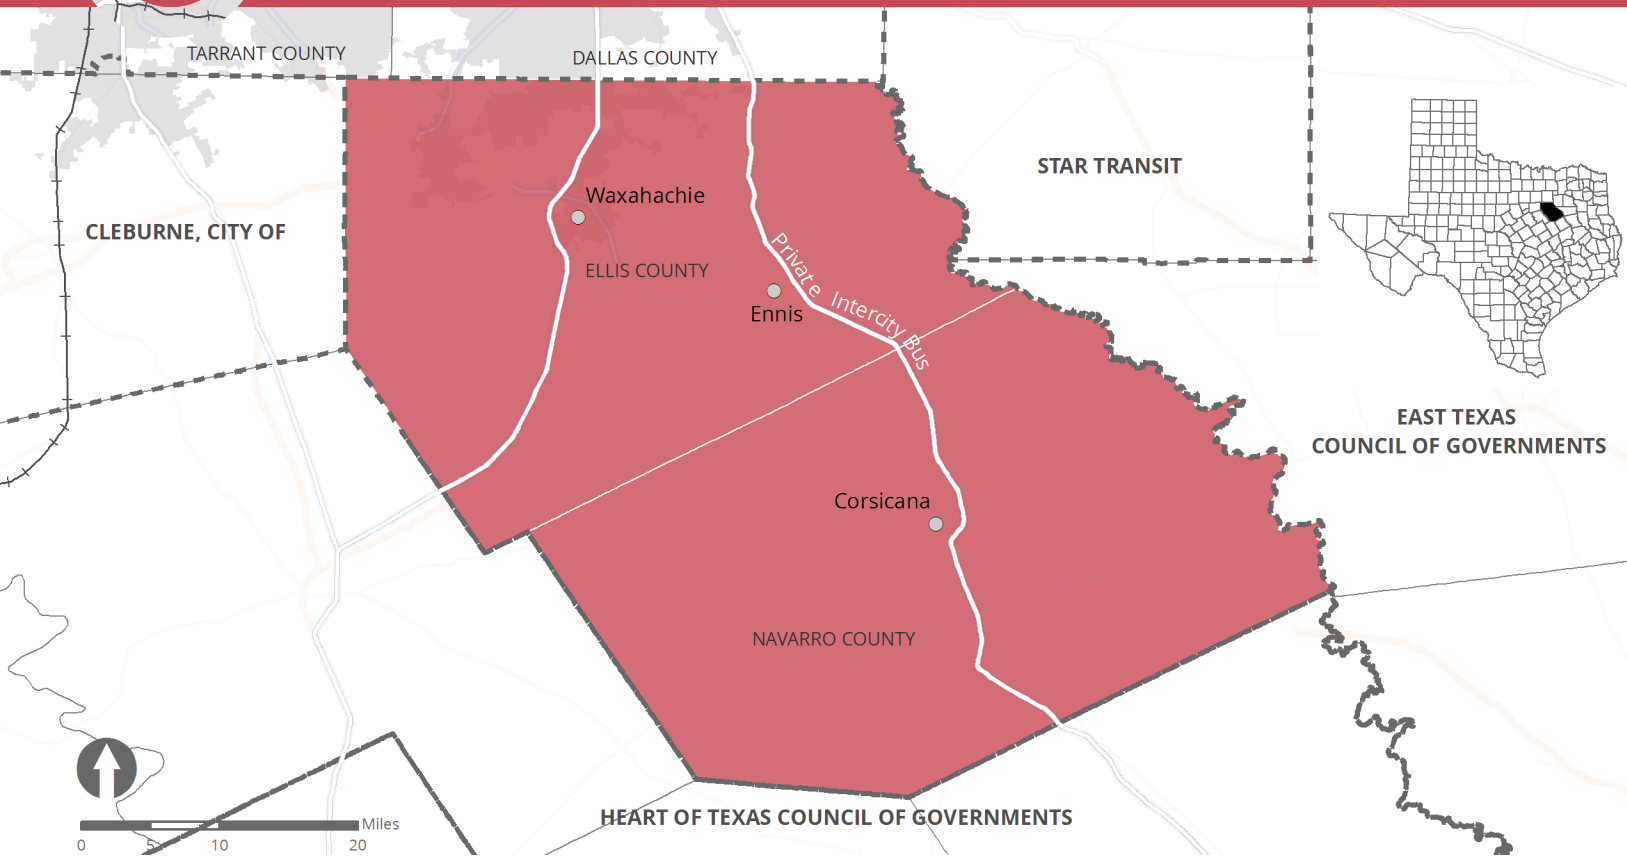 TARRANT COUNTY
DALLAS COUNTY
STAR TRANSIT
Waxahachie
CLEBURNE, CITY OF
ELLIS COUNTY
Private Intercity Bus
Ennis
EAST TEXAS
COUNCIL OF GOVERNMENTS
Corsicana
NAVARRO COUNTY
HEART OF TEXAS COUNCIL OF GOVERNMENTS
Miles
0 5 10 20